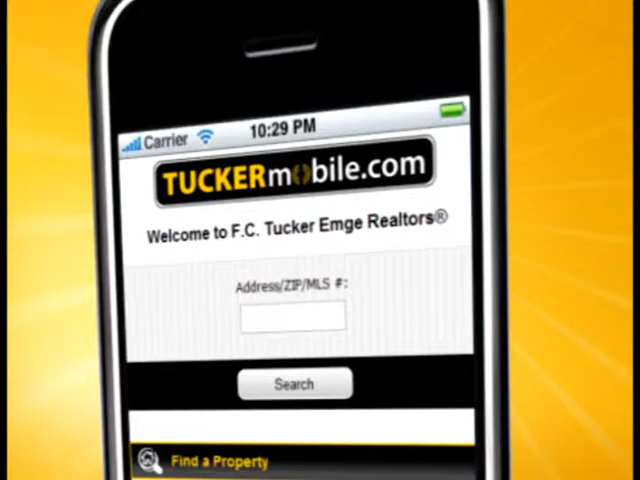 Carrier 10:29 PM
TUCKERmobile.com
Welcome to F.C. Tucker Emge Realtors®
Address/ZIP/MLS #:
Search
Find a Property